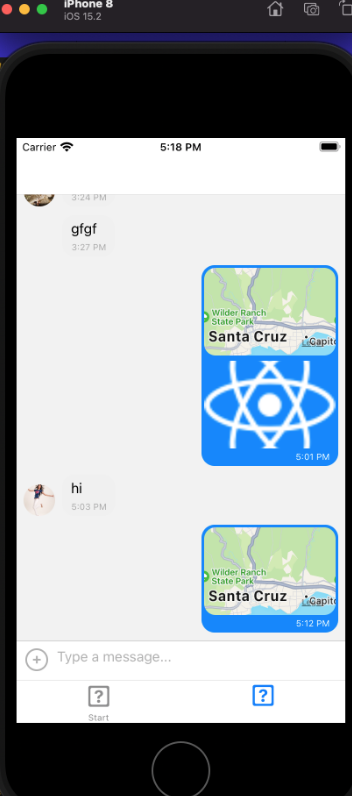 iPhone 8
iOS 15.2
Carrier
5:18 PM
3:24 PM
gfgf
3:27 PM
Wilder Ranch
State Park
Santa Cruz
Capito
5:01 PM
hi
5:03 PM
Wilder Ranch
State Park
Santa Cruz
Capito
5:12 PM
Type a message...
?
?
Start